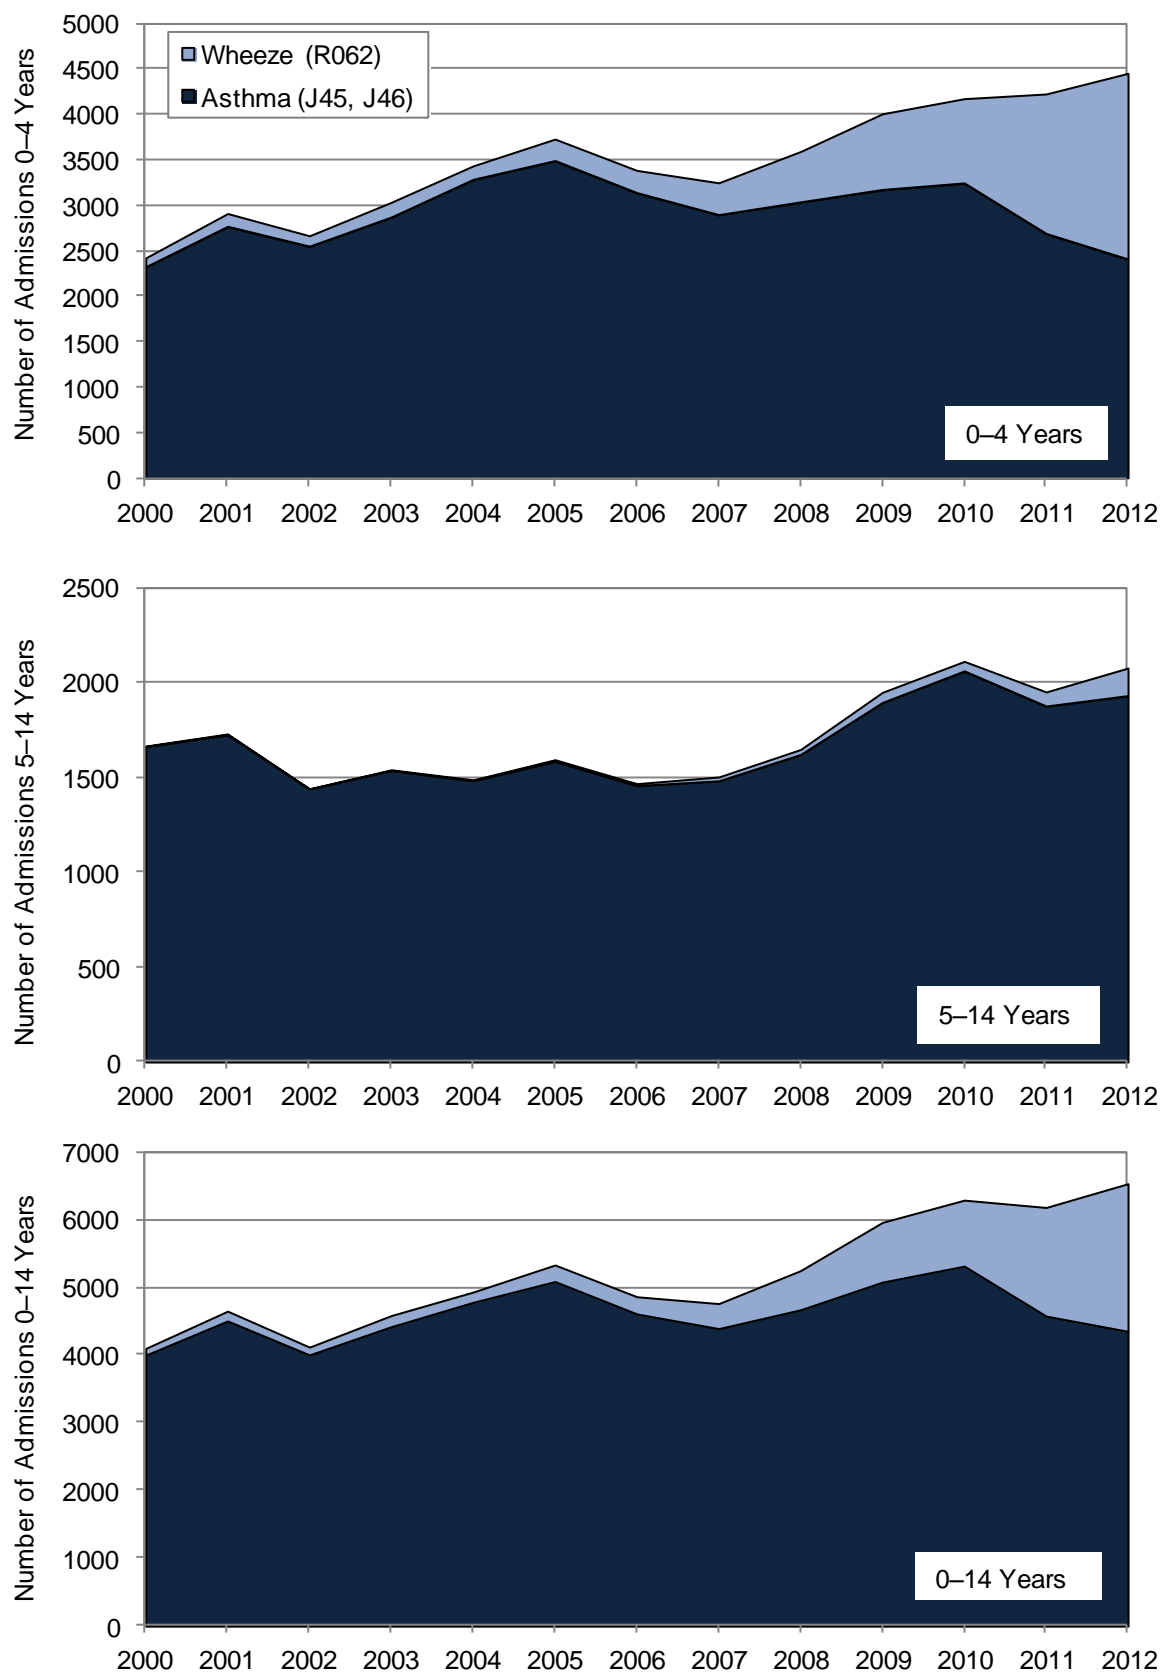 Number of Admissions 0–4 Years
5000
4500
4000
3500
3000
2500
2000
1500
1000
500
0
Wheeze (R062)
Asthma (J45, J46)
0–4 Years
2000 2001 2002 2003 2004 2005 2006 2007 2008 2009 2010 2011 2012
Number of Admissions 5–14 Years
2500
2000
1500
1000
500
0
5–14 Years
2000 2001 2002 2003 2004 2005 2006 2007 2008 2009 2010 2011 2012
Number of Admissions 0–14 Years
7000
6000
5000
4000
3000
2000
1000
0
0–14 Years
2000 2001 2002 2003 2004 2005 2006 2007 2008 2009 2010 2011 2012